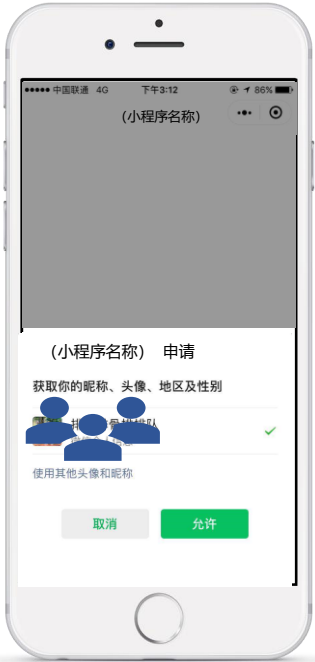 中国联通 4G 下午3:12 86%
（小程序名称）
（小程序名称） 申请
获取你的昵称、头像、地区及性别
使用其他头像和昵称
取消 允许